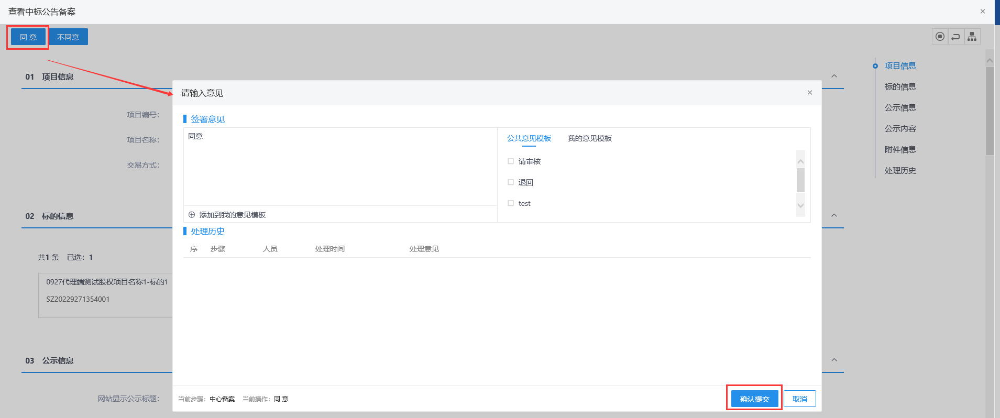 查看中标公告备案
同 意 不同意
01 项目信息
项目编号：
项目名称：
交易方式：
02 标的信息
共1 条 已选：1
0927代理端测试股权项目名称1-标的1
SZ20229271354001
03 公示信息
网站显示公示标题：
请输入意见
签署意见
同意
添加到我的意见模板
公共意见模板 我的意见模板
请审核
退回
test
处理历史
序 步骤 人员 处理时间 处理意见
当前步骤：中心备案 当前操作：同 意
确认提交 取消
项目信息
标的信息
公示信息
公示内容
附件信息
处理历史